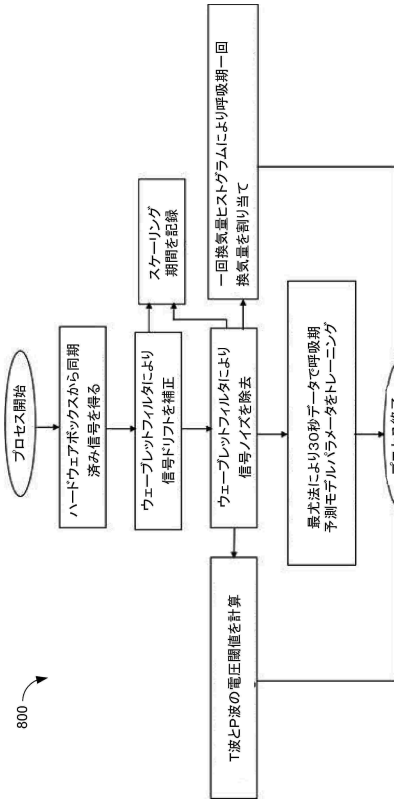 800
プロセス開始
ハードウェアボックスから同期
済み信号を得る
ウェーブレットフィルタにより
信号ドリフトを補正
スケーリング
期間を記録
ウェーブレットフィルタにより
信号ノイズを除去
T波とP波の電圧閾値を計算
一回換気量ヒストグラムにより呼吸期一回
換気量を割り当て
最尤法により30秒データで呼吸期
予測モデルパラメータをトレーニング